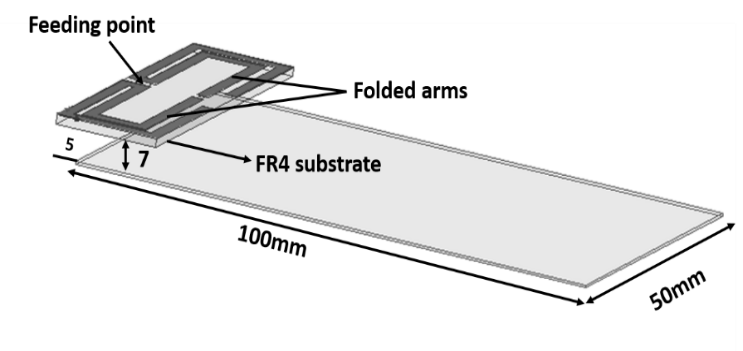 Feeding point
Folded arms
5
7
FR4 substrate
100mm
50mm